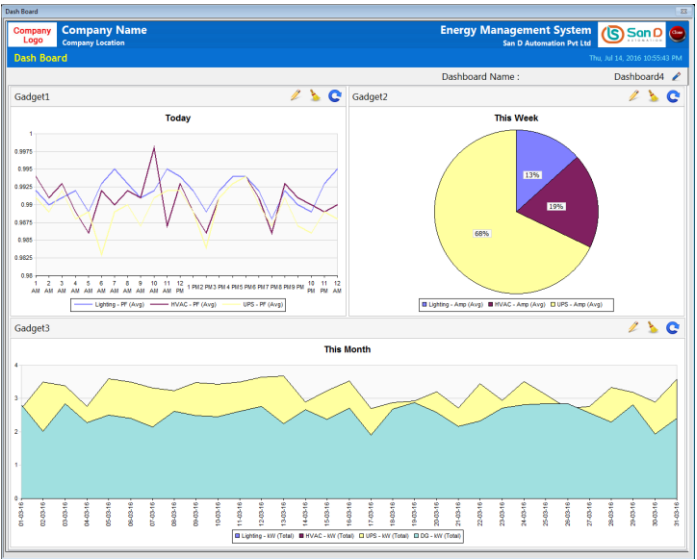 Dash Board
Company Logo
Company Name
Company Location
Energy Management System
San D Automation Pvt Ltd
San D
AUTOMATION
Close
Dash Board
Thu, Jul 14, 2016 10:55:43 PM
Dashboard Name :
Dashboard4
Gadget1
Gadget2
Today
1
0.9975
0.995
0.9925
0.99
0.9875
0.985
0.9825
0.98
1 AM 2 AM 3 AM 4 AM 5 AM 6 AM 7 AM 8 AM 9 AM 10 AM 11 AM 12 PM 1 PM 2 PM 3 PM 4 PM 5 PM 6 PM 7 PM 8 PM 9 PM 10 PM 11 PM 12 AM
Lighting - PF (Avg) HVAC - PF (Avg) UPS - PF (Avg)
This Week
13%
19%
68%
Lighting - Amp (Avg) HVAC - Amp (Avg) UPS - Amp (Avg)
Gadget3
This Month
4
3
2
1
0
01-03-16 02-03-16 03-03-16 04-03-16 05-03-16 06-03-16 07-03-16 08-03-16 09-03-16 10-03-16 11-03-16 12-03-16 13-03-16 14-03-16 15-03-16 16-03-16 17-03-16 18-03-16 19-03-16 20-03-16 21-03-16 22-03-16 23-03-16 24-03-16 25-03-16 26-03-16 27-03-16 28-03-16 29-03-16 30-03-16 31-03-16
Lighting - kW (Total) HVAC - kW (Total) UPS - kW (Total) DG - kW (Total)